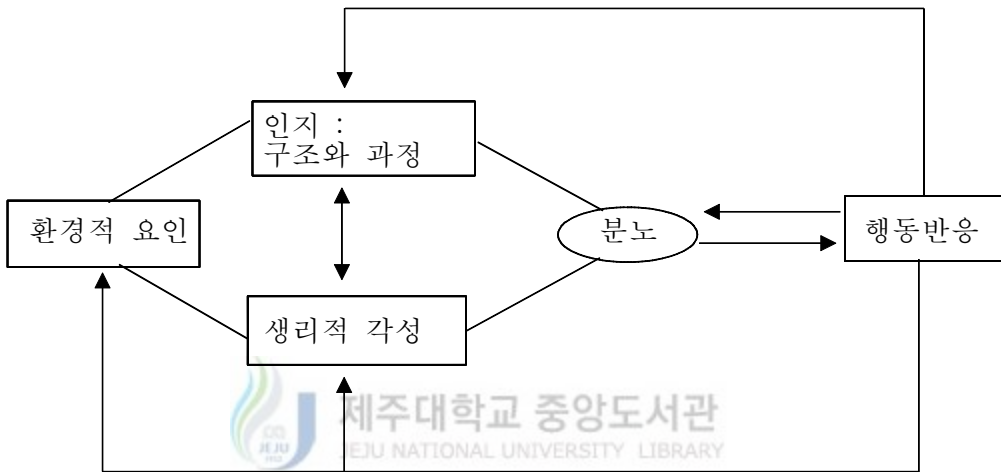 인지 :
구조와 과정
환경적 요인
분노
행동반응
생리적 각성
제주대학교 중앙도서관
JEJU NATIONAL UNIVERSITY LIBRARY
JEJU